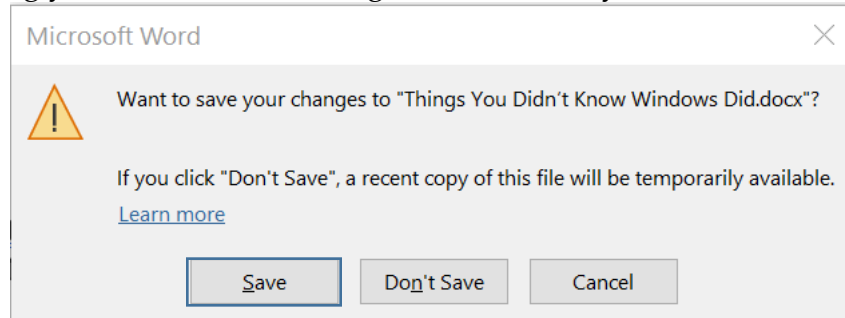 Microsoft Word
Want to save your changes to "Things You Didn't Know Windows Did.docx"?
If you click "Don't Save", a recent copy of this file will be temporarily available.
Learn more
Save
Don't Save
Cancel